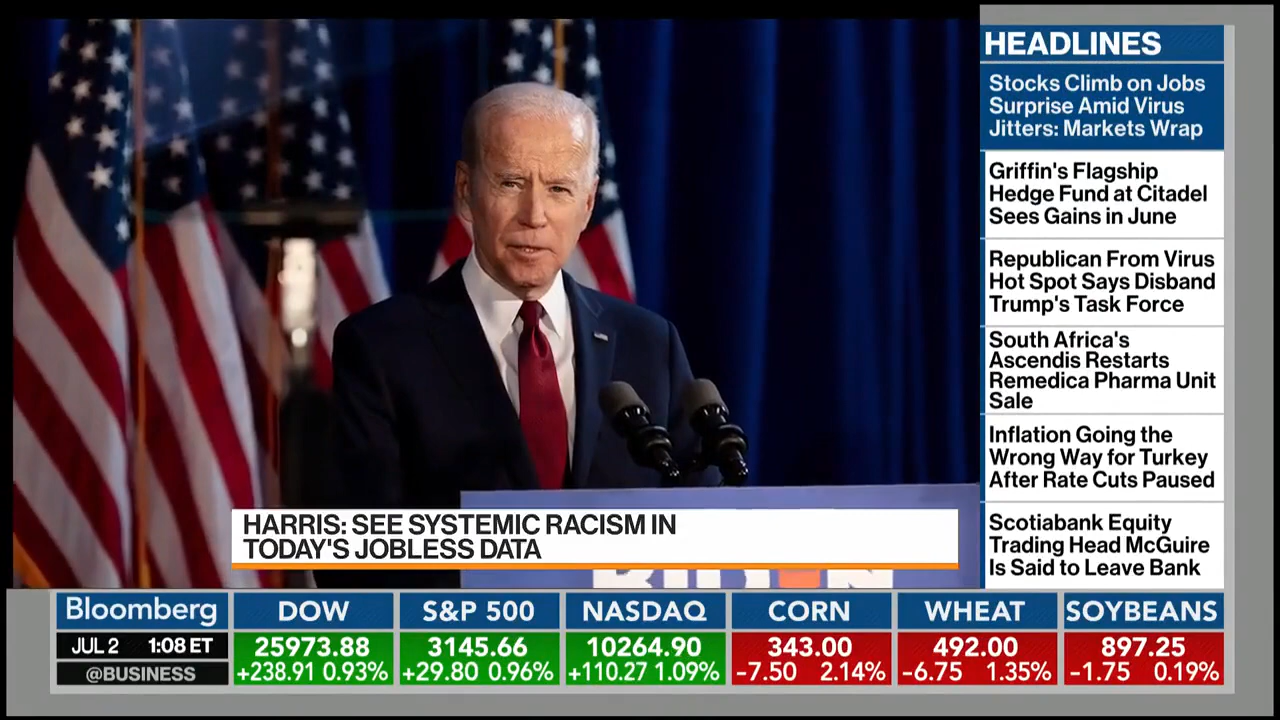 HEADLINES
Stocks Climb on Jobs
Surprise Amid Virus
Jitters: Markets Wrap
Griffin's Flagship
Hedge Fund at Citadel
Sees Gains in June
Republican From Virus
Hot Spot Says Disband
Trump's Task Force
South Africa's
Ascendis Restarts
Remedica Pharma Unit
Sale
Inflation Going the
Wrong Way for Turkey
After Rate Cuts Paused
Scotiabank Equity
Trading Head McGuire
Is Said to Leave Bank
HARRIS: SEE SYSTEMIC RACISM IN
TODAY'S JOBLESS DATA
BIDEN
Bloomberg DOW S&P 500 NASDAQ CORN WHEAT SOYBEANS
JUL 2 1:08 ET 25973.88 3145.66 10264.90 343.00 492.00 897.25
@BUSINESS +238.91 0.93% +29.80 0.96% +110.27 1.09% -7.50 2.14% -6.75 1.35% -1.75 0.19%